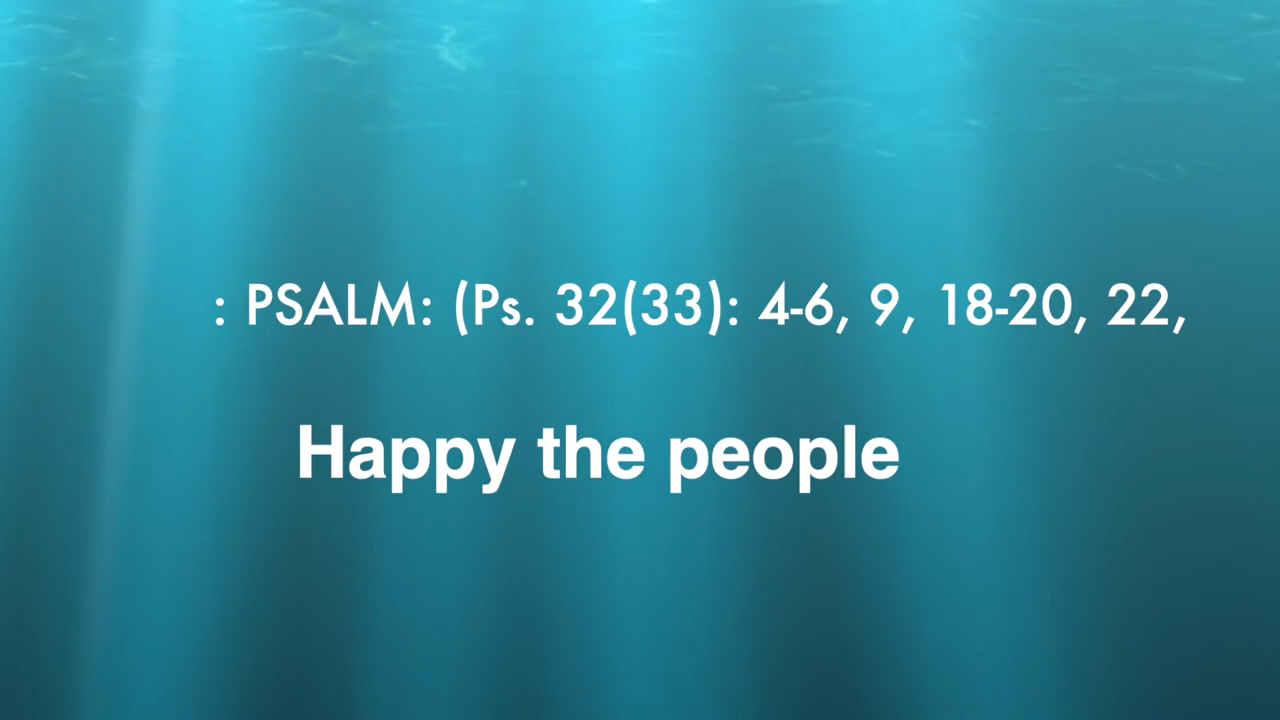 : PSALM: (Ps. 32(33): 4-6, 9, 18-20, 22,
Happy the people